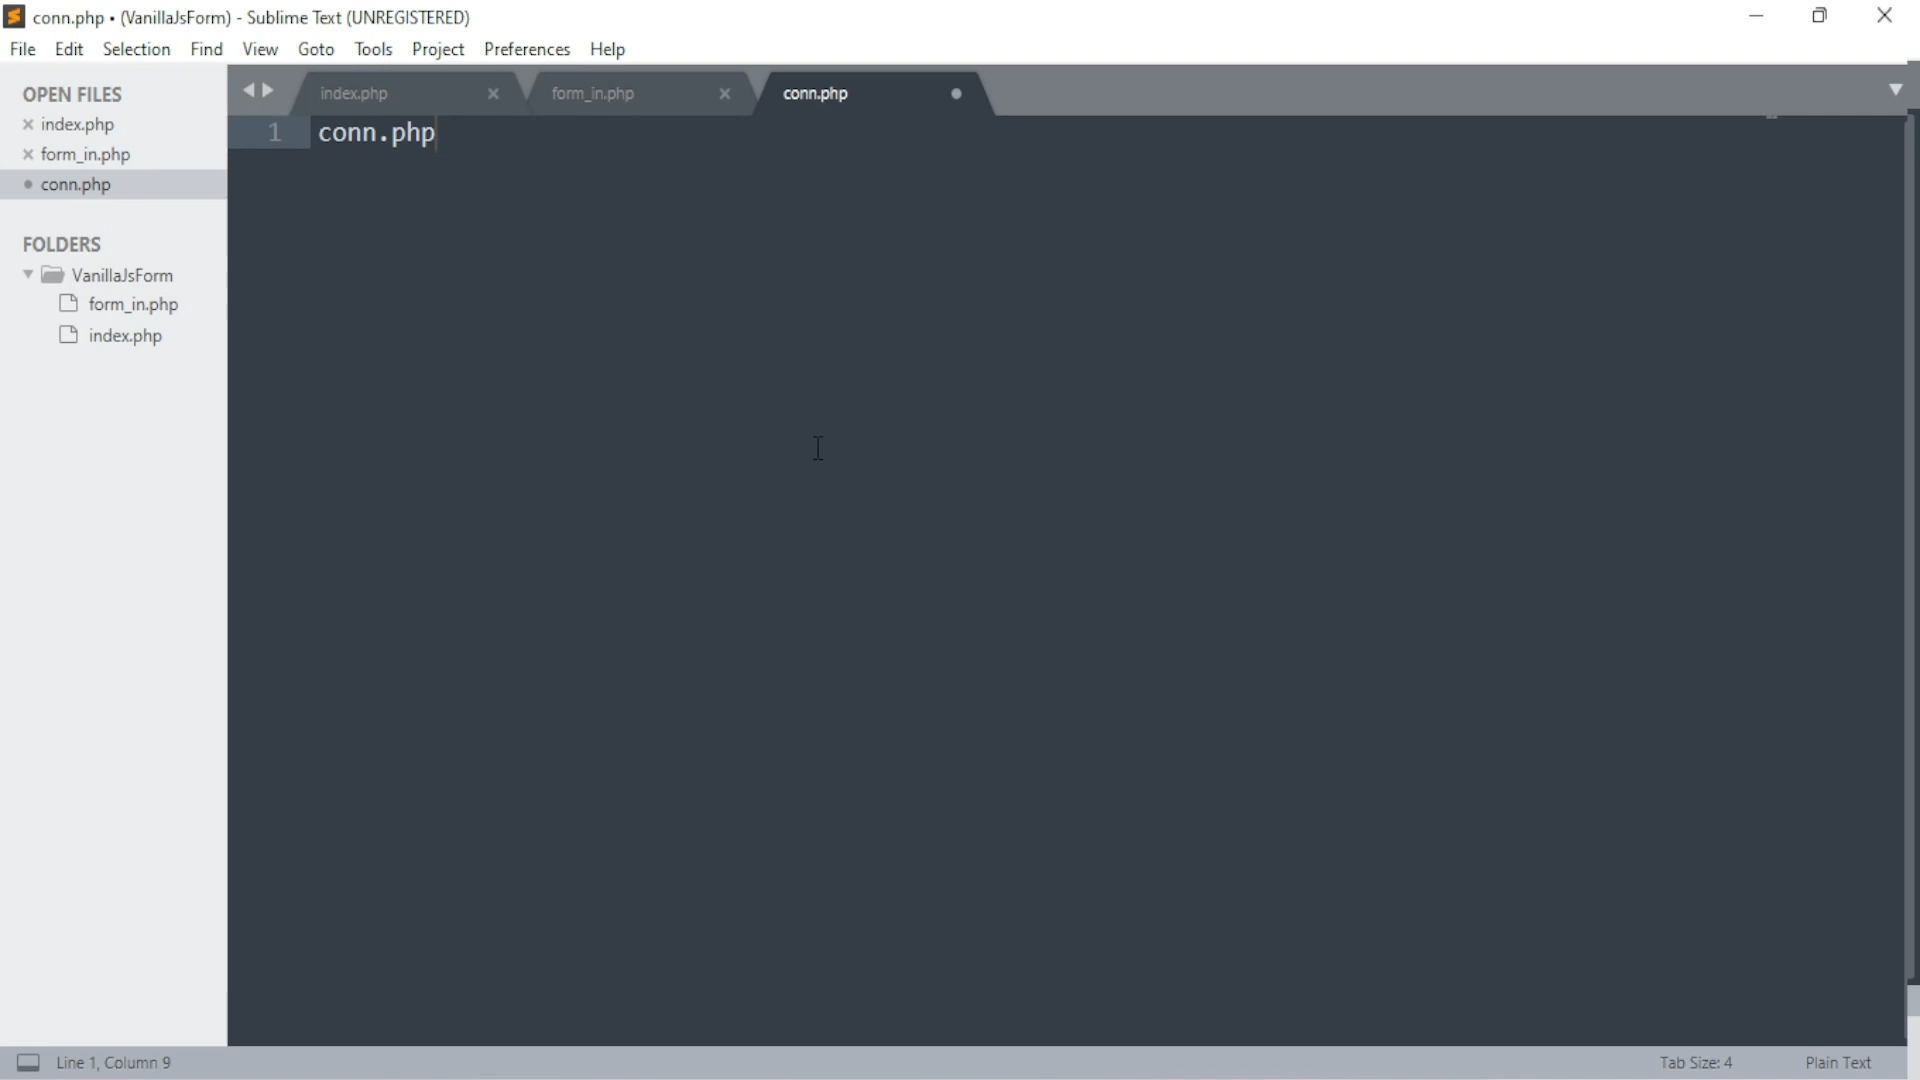 conn.php • (VanillaJsForm) - Sublime Text (UNREGISTERED)
File Edit Selection Find View Goto Tools Project Preferences Help
OPEN FILES
index.php
form_in.php
conn.php
FOLDERS
VanillaJsForm
form_in.php
index.php
index.php form_in.php conn.php
1 conn.php
Line 1, Column 9 Tab Size: 4 Plain Text